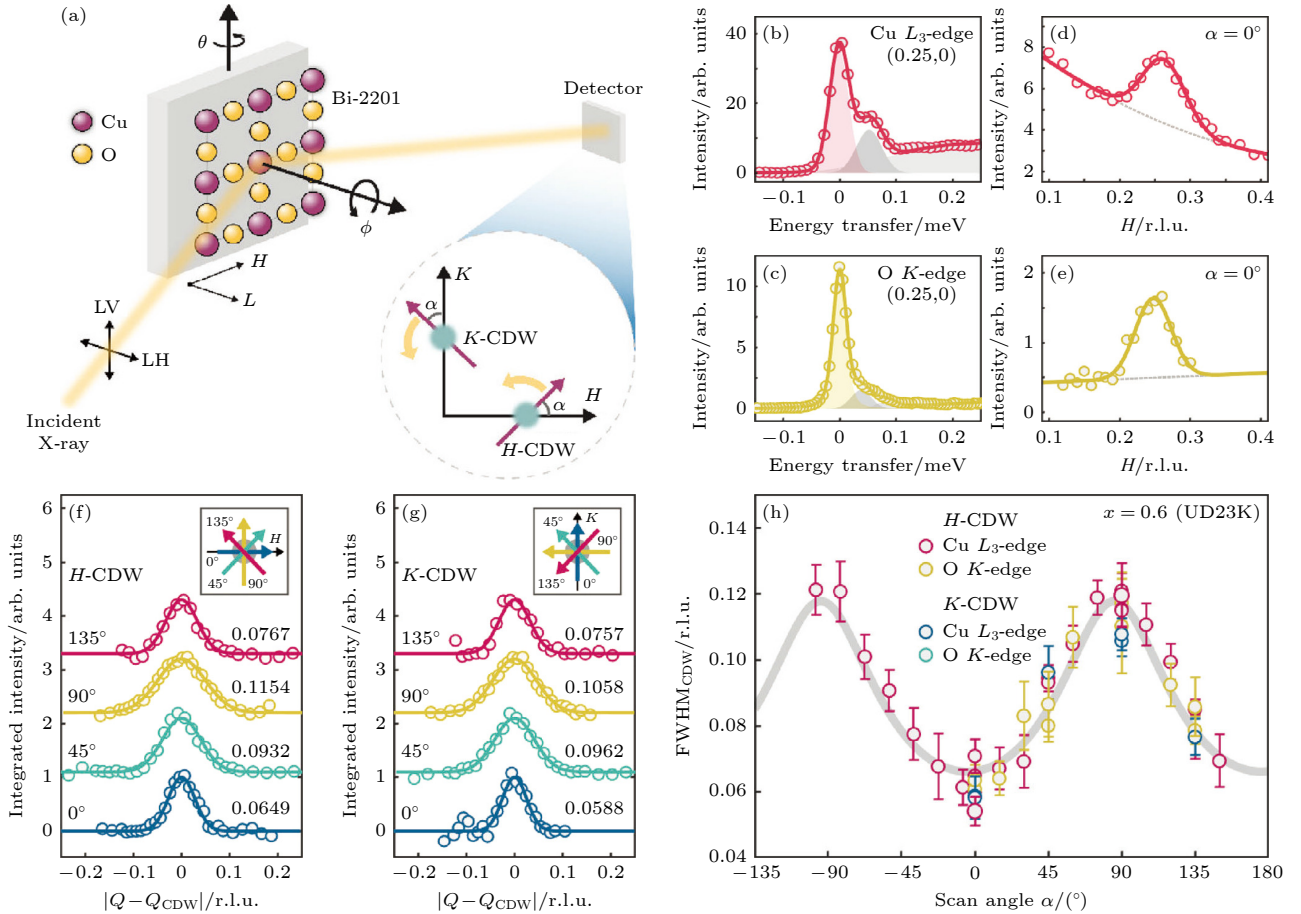 (a)
θ
Bi-2201
Cu
O
Detector
ϕ
H
L
LV
LH
Incident
X-ray
K
α
K-CDW
H
α
H-CDW
(b)
Cu L₃-edge
(0.25,0)
Intensity/arb. units
40
20
0
−0.1 0 0.1 0.2
Energy transfer/meV
(d)
α = 0°
Intensity/arb. units
8
6
4
2
0.1 0.2 0.3 0.4
H/r.l.u.
(c)
O K-edge
(0.25,0)
Intensity/arb. units
10
5
0
−0.1 0 0.1 0.2
Energy transfer/meV
(e)
α = 0°
Intensity/arb. units
2
1
0
0.1 0.2 0.3 0.4
H/r.l.u.
(f)
H-CDW
135°
H
0°
45°
90°
Integrated intensity/arb. units
6
5
4
3
2
1
0
135° 0.0767
90° 0.1154
45° 0.0932
0° 0.0649
−0.2 −0.1 0 0.1 0.2
|Q−Q_CDW|/r.l.u.
(g)
K-CDW
45°
K
90°
135°
0°
Integrated intensity/arb. units
6
5
4
3
2
1
0
135° 0.0757
90° 0.1058
45° 0.0962
0° 0.0588
−0.2 −0.1 0 0.1 0.2
|Q−Q_CDW|/r.l.u.
(h)
x = 0.6 (UD23K)
H-CDW
Cu L₃-edge
O K-edge
K-CDW
Cu L₃-edge
O K-edge
FWHM_CDW/r.l.u.
0.14
0.12
0.10
0.08
0.06
0.04
−135 −90 −45 0 45 90 135 180
Scan angle α/(°)